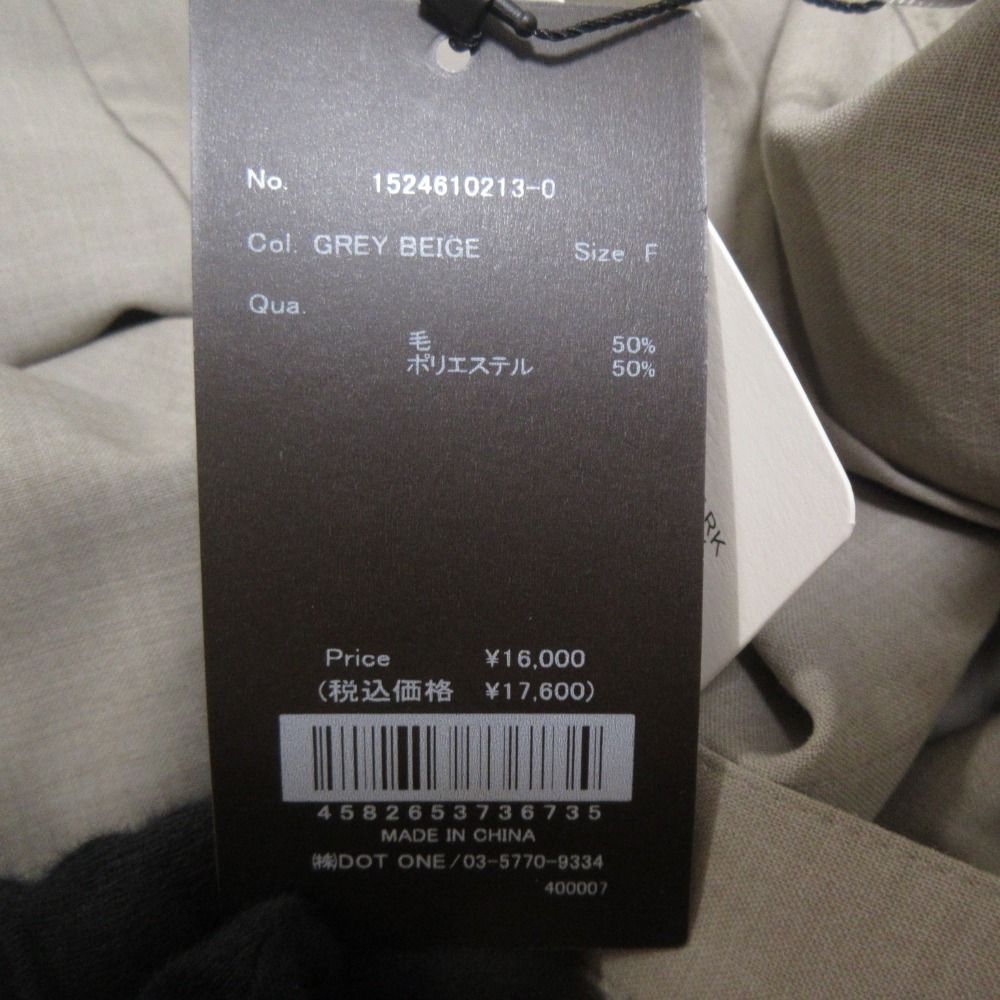 No. 1524610213-0
Col. GREY BEIGE Size F
Qua.
毛 50%
ポリエステル 50%
RK
Price ¥16,000
(税込価格 ¥17,600)
4582653736735
MADE IN CHINA
㈱DOT ONE/03-5770-9334
400007